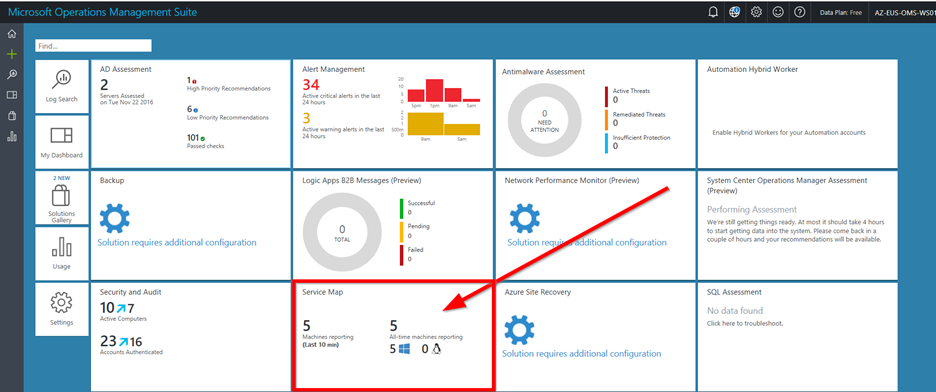 Microsoft Operations Management Suite
Data Plan: Free
AZ-EUS-OMS-WS01
Find...
Log Search
My Dashboard
2 NEW
Solutions
Gallery
Usage
Settings
AD Assessment
2
Servers Assessed
on Tue Nov 22 2016
1
High Priority Recommendations
6
Low Priority Recommendations
101
Passed checks
Alert Management
34
Active critical alerts in the last
24 hours
3
Active warning alerts in the last
24 hours
20
15
10
5
0
5pm 1pm 9am 5am
2
2
1
500m
0
9am 5am
Antimalware Assessment
0
NEED
ATTENTION
Active Threats
0
Remediated Threats
0
Insufficient Protection
0
Automation Hybrid Worker
Enable Hybrid Workers for your Automation accounts
Backup
Solution requires additional configuration
Logic Apps B2B Messages (Preview)
0
TOTAL
Successful
0
Pending
0
Failed
0
Network Performance Monitor (Preview)
Solution requires additional configuration
System Center Operations Manager Assessment
(Preview)
Performing Assessment
We're still getting things ready. At most it should take 4 hours
to start getting data into the system. Please come back in a
couple of hours and your recommendations will be available.
Security and Audit
10 7
Active Computers
23 16
Accounts Authenticated
Service Map
5
Machines reporting
(Last 10 min)
5
All-time machines reporting
5 0
Azure Site Recovery
Solution requires additional configuration
SQL Assessment
No data found
Click here to troubleshoot.